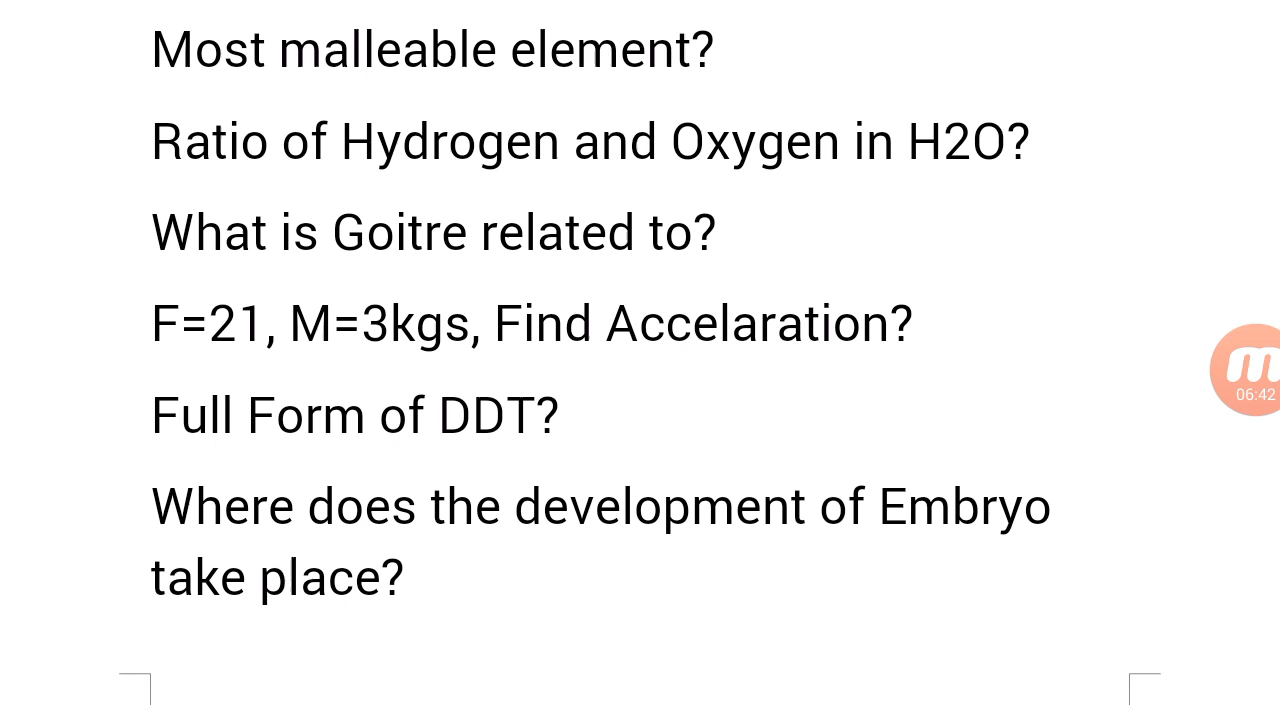 Most malleable element?
Ratio of Hydrogen and Oxygen in H2O?
What is Goitre related to?
F=21, M=3kgs, Find Accelaration?
Full Form of DDT?
Where does the development of Embryo
take place?
m
06:42